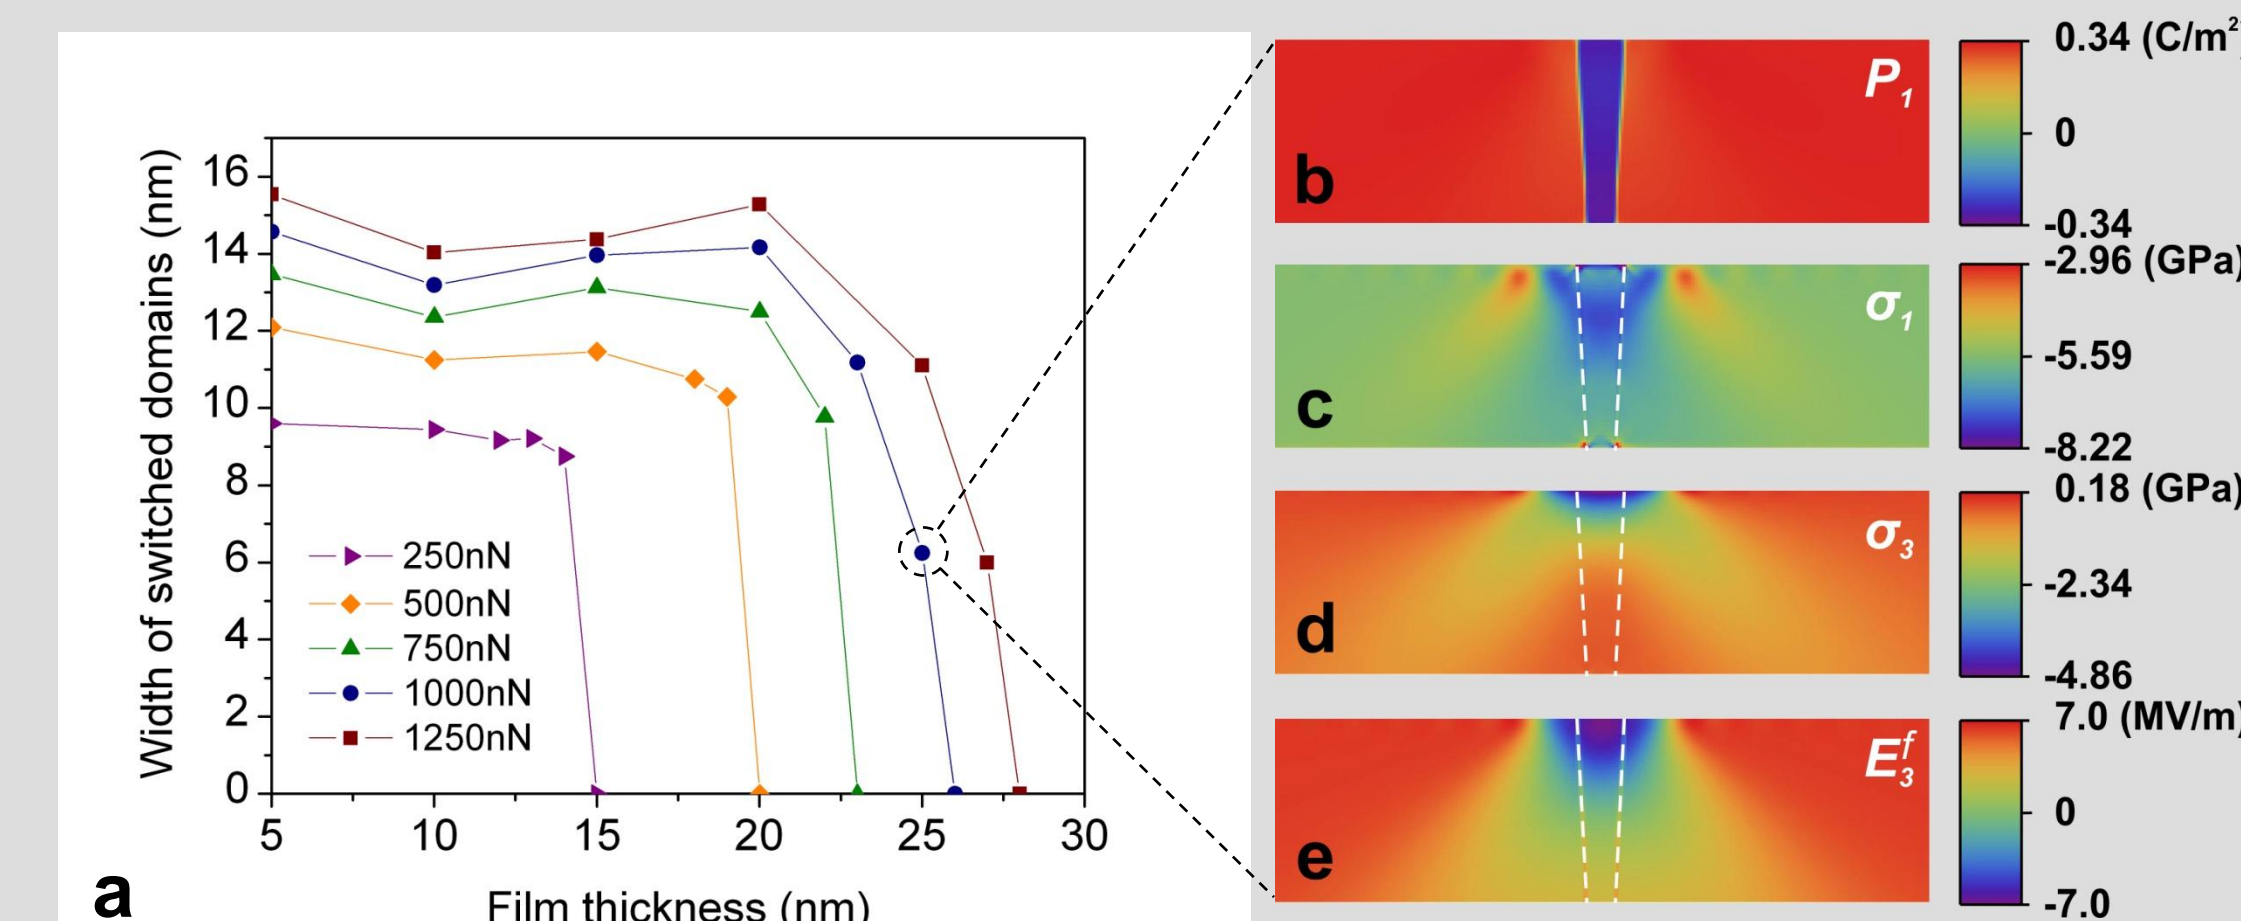 Width of switched domains (nm)
16
14
12
10
8
6
4
2
0
5 10 15 20 25 30
Film thickness (nm)
250nN
500nN
750nN
1000nN
1250nN
a
b
P1
0.34 (C/m²)
0
-0.34
c
σ1
-2.96 (GPa)
-5.59
-8.22
d
σ3
0.18 (GPa)
-2.34
-4.86
e
E3f
7.0 (MV/m)
0
-7.0